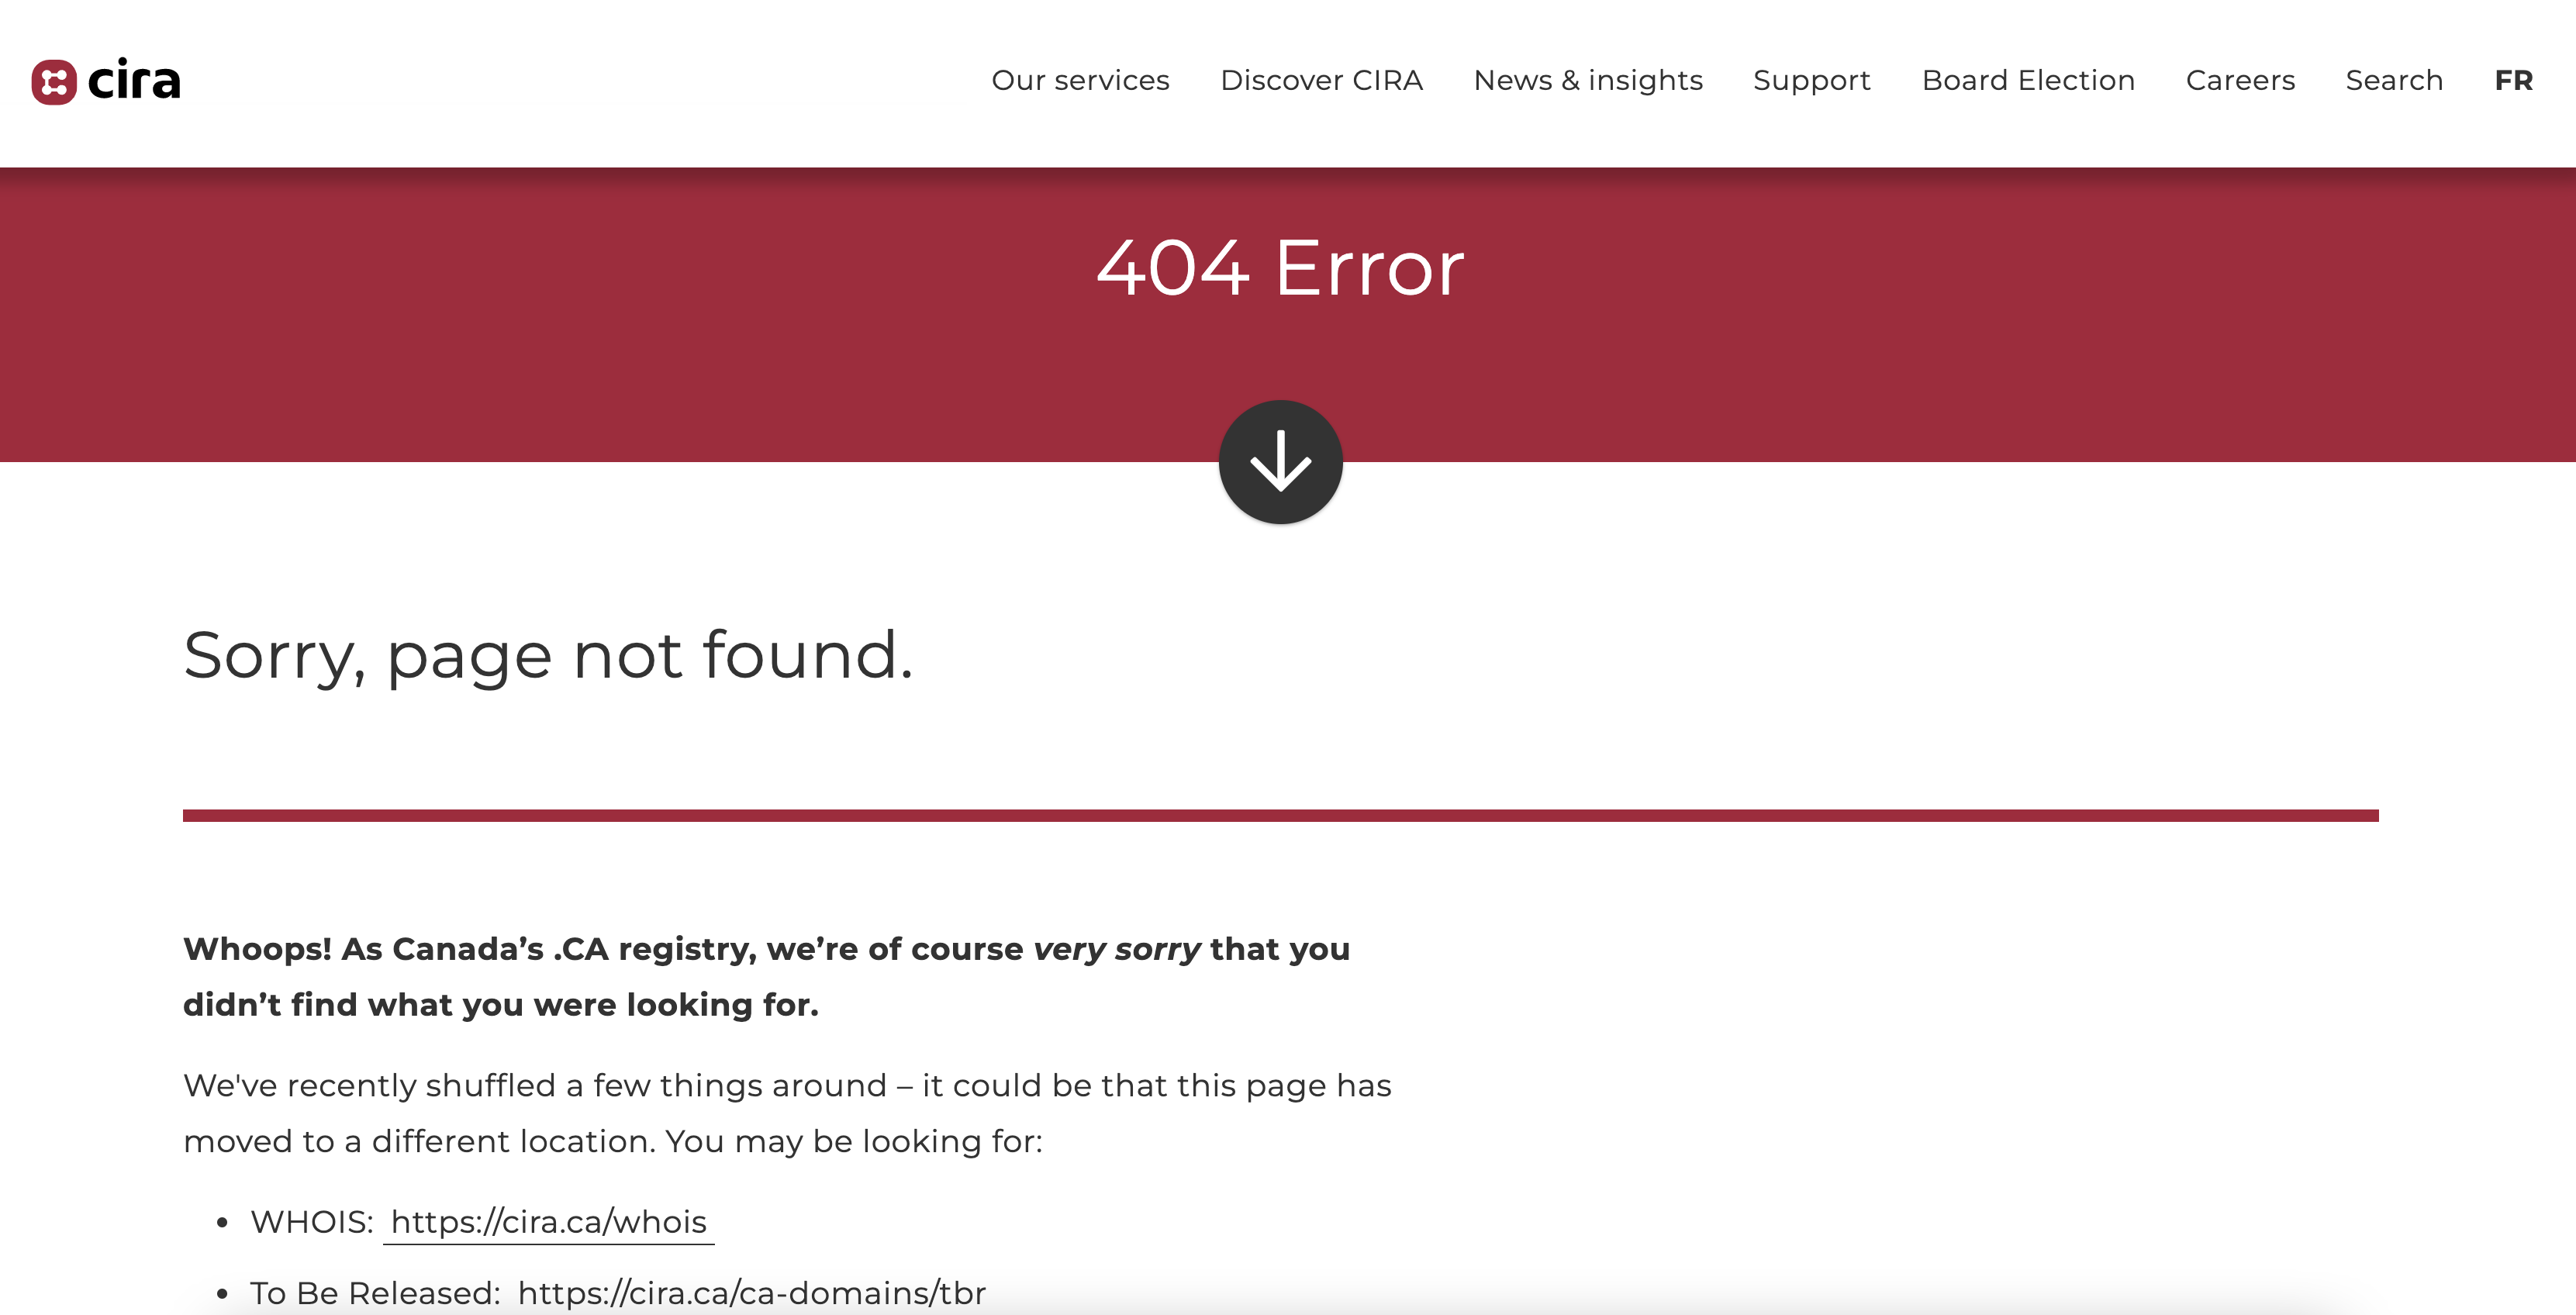 cira
Our services Discover CIRA News & insights Support Board Election Careers Search FR
404 Error
Sorry, page not found.
Whoops! As Canada’s .CA registry, we’re of course very sorry that you
didn’t find what you were looking for.
We've recently shuffled a few things around – it could be that this page has
moved to a different location. You may be looking for:
• WHOIS: https://cira.ca/whois
• To Be Released: https://cira.ca/ca-domains/tbr